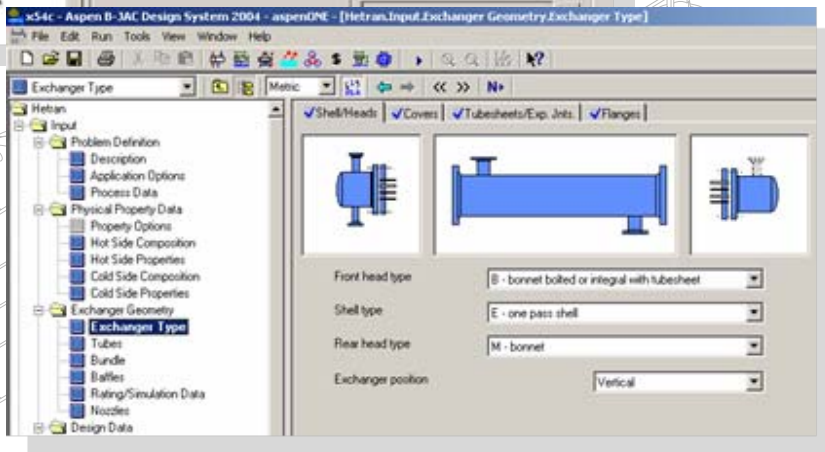 x54c - Aspen B-JAC Design System 2004 - aspenONE - [Hetran.Input.Exchanger Geometry.Exchanger Type]
File Edit Run Tools View Window Help
Exchanger Type Metric N+
Hetran
Input
Problem Definition
Description
Application Options
Process Data
Physical Property Data
Property Options
Hot Side Composition
Hot Side Properties
Cold Side Composition
Cold Side Properties
Exchanger Geometry
Exchanger Type
Tubes
Bundle
Baffles
Rating/Simulation Data
Nozzles
Design Data
Shell/Heads Covers Tubesheets/Exp. Jnts. Flanges
Front head type B - bonnet bolted or integral with tubesheet
Shell type E - one pass shell
Rear head type M - bonnet
Exchanger position Vertical